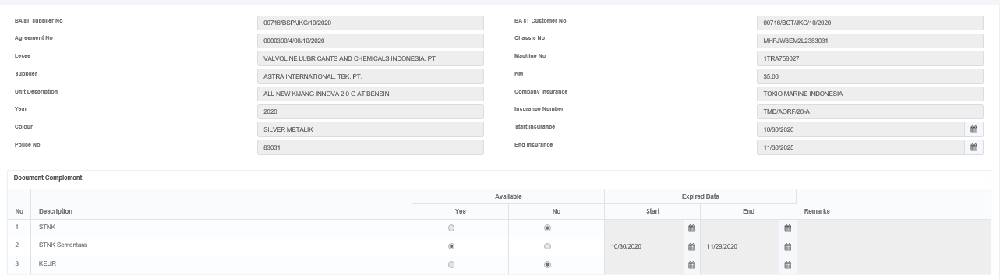 BAST Supplier No 00716/BSP/JKC/10/2020 BAST Customer No 00716/BCT/JKC/10/2020
Agreement No 0000390/4/08/10/2020 Chassis No MHFJW8EM2L2383031
Lesee VALVOLINE LUBRICANTS AND CHEMICALS INDONESIA. PT Machine No 1TRA758027
Supplier ASTRA INTERNATIONAL, TBK, PT. KM 35.00
Unit Description ALL NEW KIJANG INNOVA 2.0 G AT BENSIN Company Insurance TOKIO MARINE INDONESIA
Year 2020 Insurance Number TMD/AORF/20-A
Colour SILVER METALIK Start Insurance 10/30/2020
Police No 83031 End Insurance 11/30/2025
Document Complement
Available Expired Date
No Description Yes No Start End Remarks
1 STNK
2 STNK Sementara 10/30/2020 11/29/2020
3 KEUR